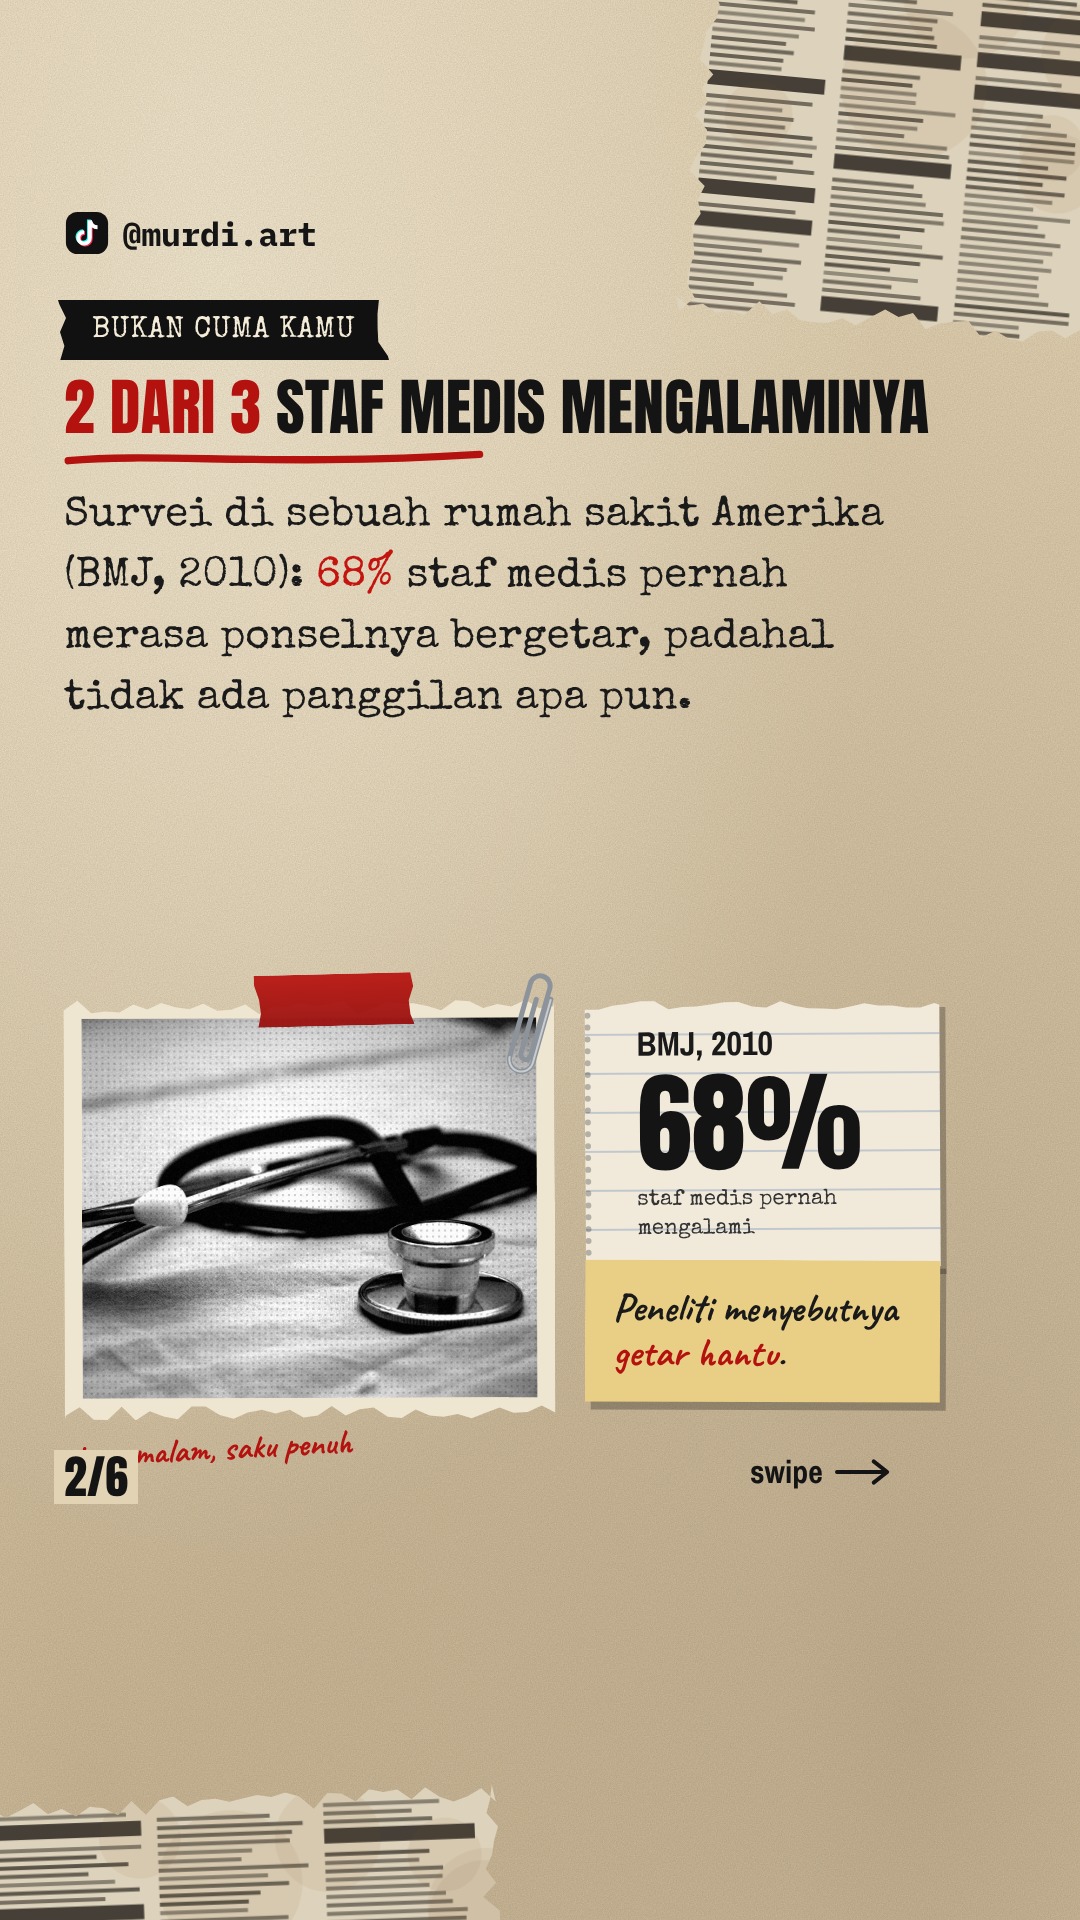 @murdi.art
BUKAN CUMA KAMU
2 DARI 3 STAF MEDIS MENGALAMINYA
Survei di sebuah rumah sakit Amerika
(BMJ, 2010): 68% staf medis pernah
merasa ponselnya bergetar, padahal
tidak ada panggilan apa pun.
BMJ, 2010
68%
staf medis pernah
mengalami
Peneliti menyebutnya
getar hantu.
malam, saku penuh
2/6
swipe →